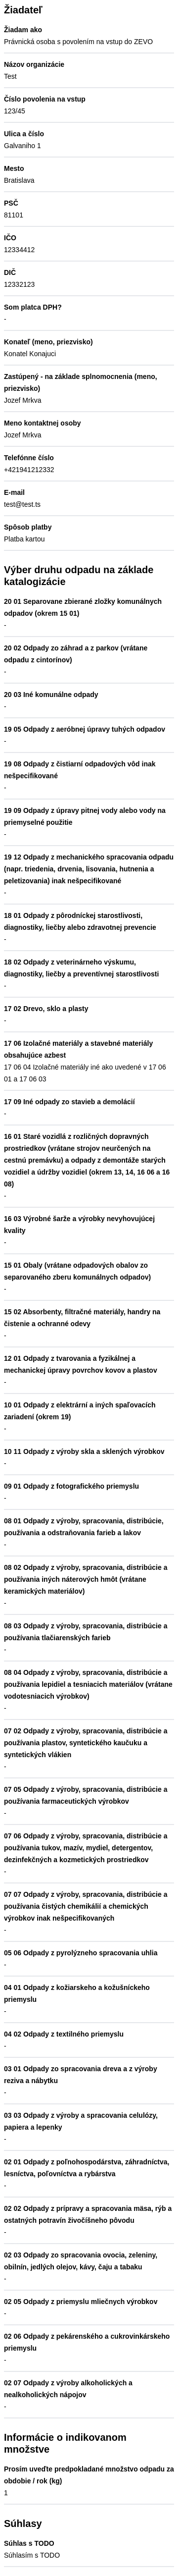 Žiadateľ
Žiadam ako
Právnická osoba s povolením na vstup do ZEVO
Názov organizácie
Test
Číslo povolenia na vstup
123/45
Ulica a číslo
Galvaniho 1
Mesto
Bratislava
PSČ
81101
IČO
12334412
DIČ
12332123
Som platca DPH?
-
Konateľ (meno, priezvisko)
Konatel Konajuci
Zastúpený - na základe splnomocnenia (meno,
priezvisko)
Jozef Mrkva
Meno kontaktnej osoby
Jozef Mrkva
Telefónne číslo
+421941212332
E-mail
test@test.ts
Spôsob platby
Platba kartou
Výber druhu odpadu na základe
katalogizácie
20 01 Separovane zbierané zložky komunálnych
odpadov (okrem 15 01)
-
20 02 Odpady zo záhrad a z parkov (vrátane
odpadu z cintorínov)
-
20 03 Iné komunálne odpady
-
19 05 Odpady z aeróbnej úpravy tuhých odpadov
-
19 08 Odpady z čistiarní odpadových vôd inak
nešpecifikované
-
19 09 Odpady z úpravy pitnej vody alebo vody na
priemyselné použitie
-
19 12 Odpady z mechanického spracovania odpadu
(napr. triedenia, drvenia, lisovania, hutnenia a
peletizovania) inak nešpecifikované
-
18 01 Odpady z pôrodníckej starostlivosti,
diagnostiky, liečby alebo zdravotnej prevencie
-
18 02 Odpady z veterinárneho výskumu,
diagnostiky, liečby a preventívnej starostlivosti
-
17 02 Drevo, sklo a plasty
-
17 06 Izolačné materiály a stavebné materiály
obsahujúce azbest
17 06 04 Izolačné materiály iné ako uvedené v 17 06
01 a 17 06 03
17 09 Iné odpady zo stavieb a demolácií
-
16 01 Staré vozidlá z rozličných dopravných
prostriedkov (vrátane strojov neurčených na
cestnú premávku) a odpady z demontáže starých
vozidiel a údržby vozidiel (okrem 13, 14, 16 06 a 16
08)
-
16 03 Výrobné šarže a výrobky nevyhovujúcej
kvality
-
15 01 Obaly (vrátane odpadových obalov zo
separovaného zberu komunálnych odpadov)
-
15 02 Absorbenty, filtračné materiály, handry na
čistenie a ochranné odevy
-
12 01 Odpady z tvarovania a fyzikálnej a
mechanickej úpravy povrchov kovov a plastov
-
10 01 Odpady z elektrární a iných spaľovacích
zariadení (okrem 19)
-
10 11 Odpady z výroby skla a sklených výrobkov
-
09 01 Odpady z fotografického priemyslu
-
08 01 Odpady z výroby, spracovania, distribúcie,
používania a odstraňovania farieb a lakov
-
08 02 Odpady z výroby, spracovania, distribúcie a
používania iných náterových hmôt (vrátane
keramických materiálov)
-
08 03 Odpady z výroby, spracovania, distribúcie a
používania tlačiarenských farieb
-
08 04 Odpady z výroby, spracovania, distribúcie a
používania lepidiel a tesniacich materiálov (vrátane
vodotesniacich výrobkov)
-
07 02 Odpady z výroby, spracovania, distribúcie a
používania plastov, syntetického kaučuku a
syntetických vlákien
-
07 05 Odpady z výroby, spracovania, distribúcie a
používania farmaceutických výrobkov
-
07 06 Odpady z výroby, spracovania, distribúcie a
používania tukov, mazív, mydiel, detergentov,
dezinfekčných a kozmetických prostriedkov
-
07 07 Odpady z výroby, spracovania, distribúcie a
používania čistých chemikálií a chemických
výrobkov inak nešpecifikovaných
-
05 06 Odpady z pyrolýzneho spracovania uhlia
-
04 01 Odpady z kožiarskeho a kožušníckeho
priemyslu
-
04 02 Odpady z textilného priemyslu
-
03 01 Odpady zo spracovania dreva a z výroby
reziva a nábytku
-
03 03 Odpady z výroby a spracovania celulózy,
papiera a lepenky
-
02 01 Odpady z poľnohospodárstva, záhradníctva,
lesníctva, poľovníctva a rybárstva
-
02 02 Odpady z prípravy a spracovania mäsa, rýb a
ostatných potravín živočíšneho pôvodu
-
02 03 Odpady zo spracovania ovocia, zeleniny,
obilnín, jedlých olejov, kávy, čaju a tabaku
-
02 05 Odpady z priemyslu mliečnych výrobkov
-
02 06 Odpady z pekárenského a cukrovinkárskeho
priemyslu
-
02 07 Odpady z výroby alkoholických a
nealkoholických nápojov
-
Informácie o indikovanom
množstve
Prosím uveďte predpokladané množstvo odpadu za
obdobie / rok (kg)
1
Súhlasy
Súhlas s TODO
Súhlasím s TODO